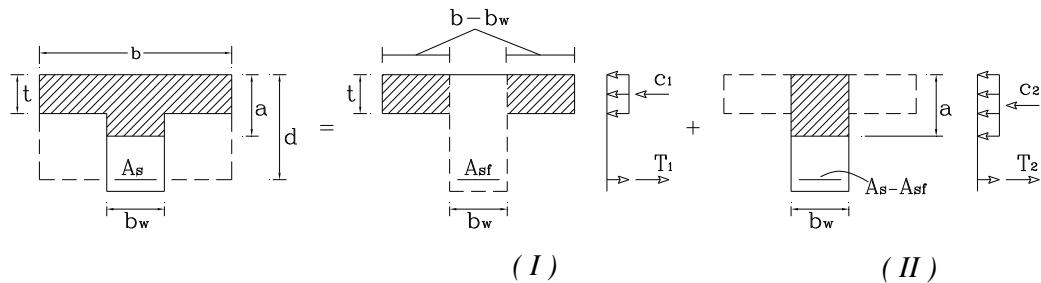 b
t
a
d
As
bw
=
b-bw
t
Asf
bw
c1
T1
(I)
+
a
As-Asf
bw
c2
T2
(II)